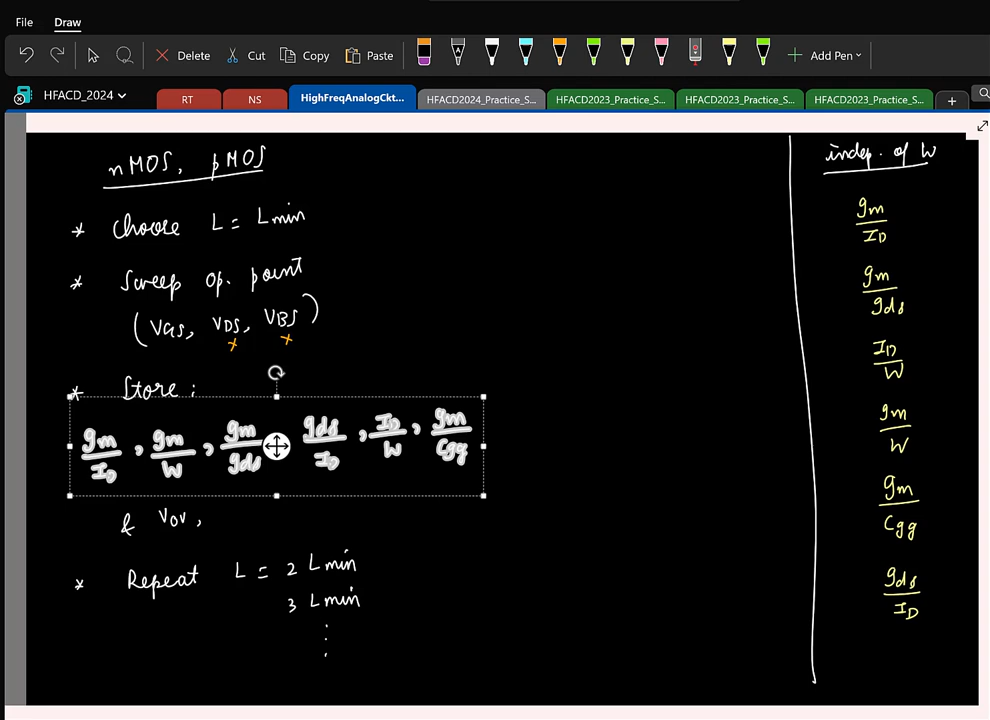 File Draw
Delete Cut Copy Paste Add Pen
HFACD_2024 RT NS HighFreqAnalogCkt... HFACD2024_Practice_S... HFACD2023_Practice_S... HFACD2023_Practice_S... HFACD2023_Practice_S...
nMOS, pMOS
* Choose L = Lmin
* Sweep op. point
(VGS, VDS, VBS)
x x
* Store :
gm/ID , gm/W , gm/gds gds/ID , ID/W , gm/Cgg
& Vov,
* Repeat L = 2 Lmin
3 Lmin
⋮
indep. of W
gm/ID
gm/gds
ID/W
gm/W
gm/Cgg
gds/ID